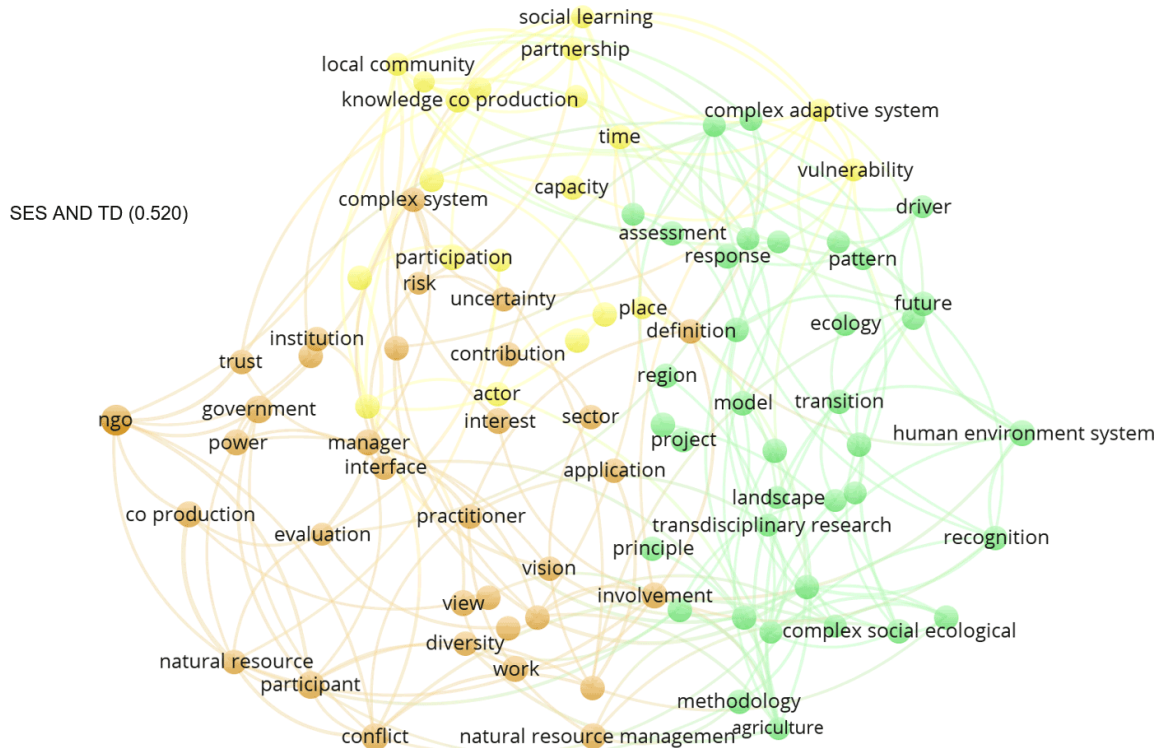 social learning
partnership
local community
knowledge co production
complex adaptive system
time
vulnerability
capacity
complex system
driver
SES AND TD (0.520)
assessment
response
pattern
participation
risk
uncertainty
future
place
ecology
institution
definition
contribution
trust
region
actor
model
transition
government
ngo
interest
sector
power
manager
project
human environment system
interface
application
landscape
co production
practitioner
transdisciplinary research
evaluation
recognition
principle
vision
view
involvement
diversity
complex social ecological
natural resource
work
participant
methodology
agriculture
conflict
natural resource managemen